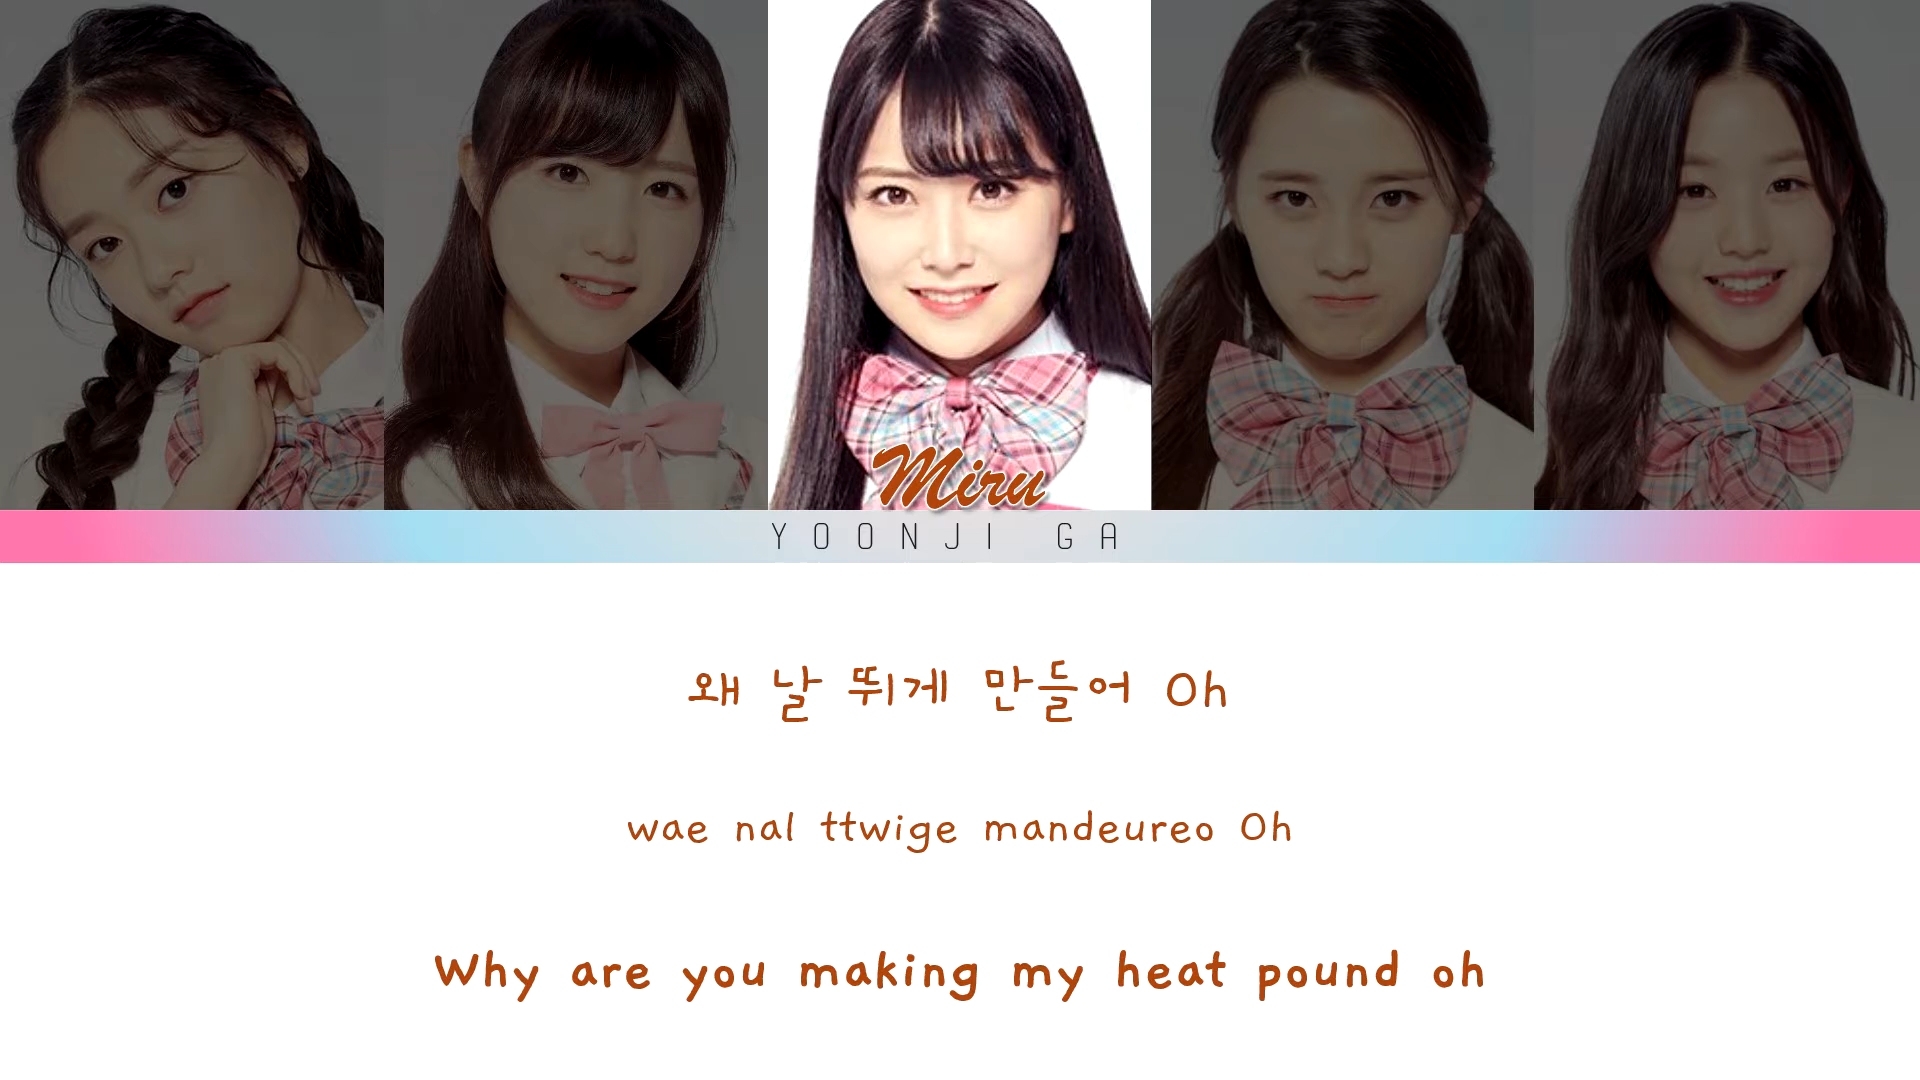 Miru
YOONJI GA
왜 날 뛰게 만들어 Oh
wae nal ttwige mandeureo Oh
Why are you making my heat pound oh